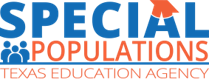 SPECIAL
POPULATIONS
TEXAS EDUCATION AGENCY